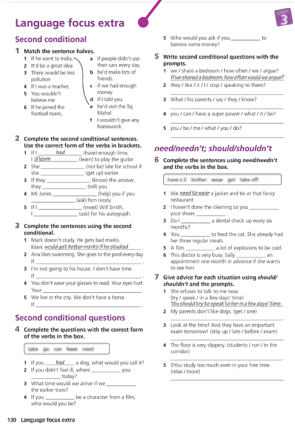 Language focus extra
3
Second conditional
1 Match the sentence halves.
1 If he went to India,
2 It'd be a great idea
3 There would be less pollution
4 If I was a teacher,
5 You wouldn't believe me
6 If he joined the football team,
a if people didn't use their cars every day.
b he'd make lots of friends.
c if we had enough money.
d if I told you.
e he'd visit the Taj Mahal.
f I wouldn't give any homework.
2 Complete the second conditional sentences.
Use the correct form of the verbs in brackets.
1 If I had (have) enough time,
I 'd learn (learn) to play the guitar.
2 She (not be) late for school if
she (get) up earlier.
3 If they (know) the answer,
they (tell) you.
4 Mr Jones (help) you if you
(ask) him nicely.
5 If I (meet) Will Smith,
I (ask) for his autograph.
3 Complete the sentences using the second conditional.
1 Mark doesn't study. He gets bad marks.
Mark would get better marks if he studied.
2 Ana likes swimming. She goes to the pool every day.
If
3 I'm not going to his house. I don't have time.
If
4 You don't wear your glasses to read. Your eyes hurt.
Your
5 We live in the city. We don't have a horse.
If
Second conditional questions
4 Complete the questions with the correct form of the verbs in the box.
1 If you had a dog, what would you call it?
2 If you didn't feel ill, where you
today?
3 What time would we arrive if we
the earlier train?
4 If you be a character from a film,
who would you be?
5 Who would you ask if you to
borrow some money?
5 Write second conditional questions with the prompts.
1 we / share a bedroom / how often / we / argue?
If we shared a bedroom, how often would we argue?
2 they / like / it / I / stop / speaking to them?
3 What / his parents / say / they / know?
4 you / can / have a super power / what / it / be?
5 you / be / me / what / you / do?
need/needn't; should/shouldn't
6 Complete the sentences using need/needn't and the verbs in the box.
1 We need to wear a jacket and tie at that fancy
restaurant.
2 I haven't done the cleaning so you
your shoes
3 Do I a dental check up every six
months?
4 You to feed the cat. She already had
her three regular meals.
5 A film a lot of explosions to be cool.
6 This doctor is very busy. Sally an
appointment one month in advance if she wants
to see him.
7 Give advice for each situation using should/
shouldn't and the prompts.
1 She refuses to talk to me now.
(try / speak / in a few days' time)
You should try to speak to her in a few days' time.
2 My parents don't like dogs. (get / one)
3 Look at the time! And they have an important
exam tomorrow! (stay up / late / before / exam)
4 The floor is very slippery. (students / run / in the
corridor)
5 You study too much even in your free time.
(relax / more)
130 Language focus extra